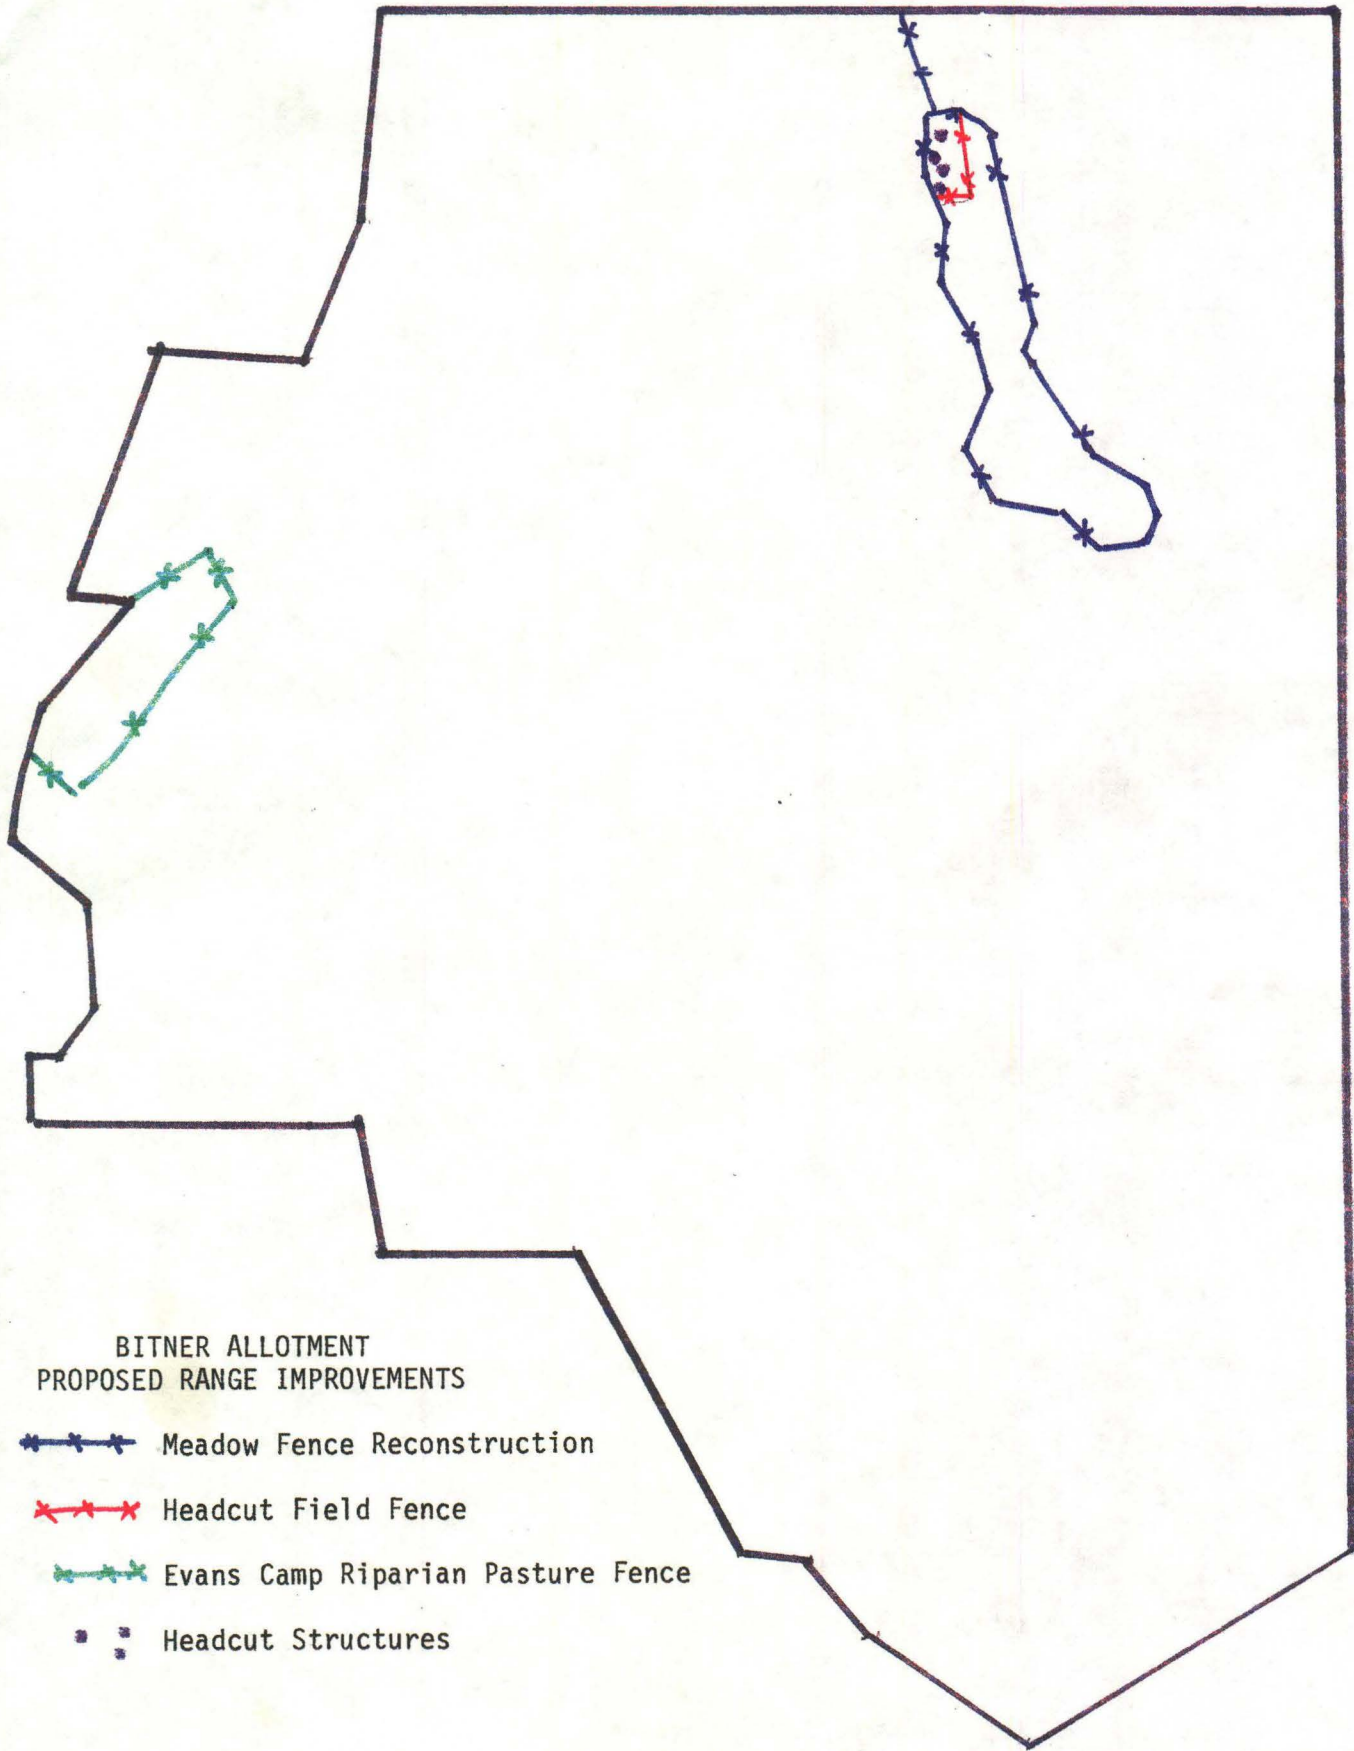 BITNER ALLOTMENT
PROPOSED RANGE IMPROVEMENTS
Meadow Fence Reconstruction
Headcut Field Fence
Evans Camp Riparian Pasture Fence
Headcut Structures